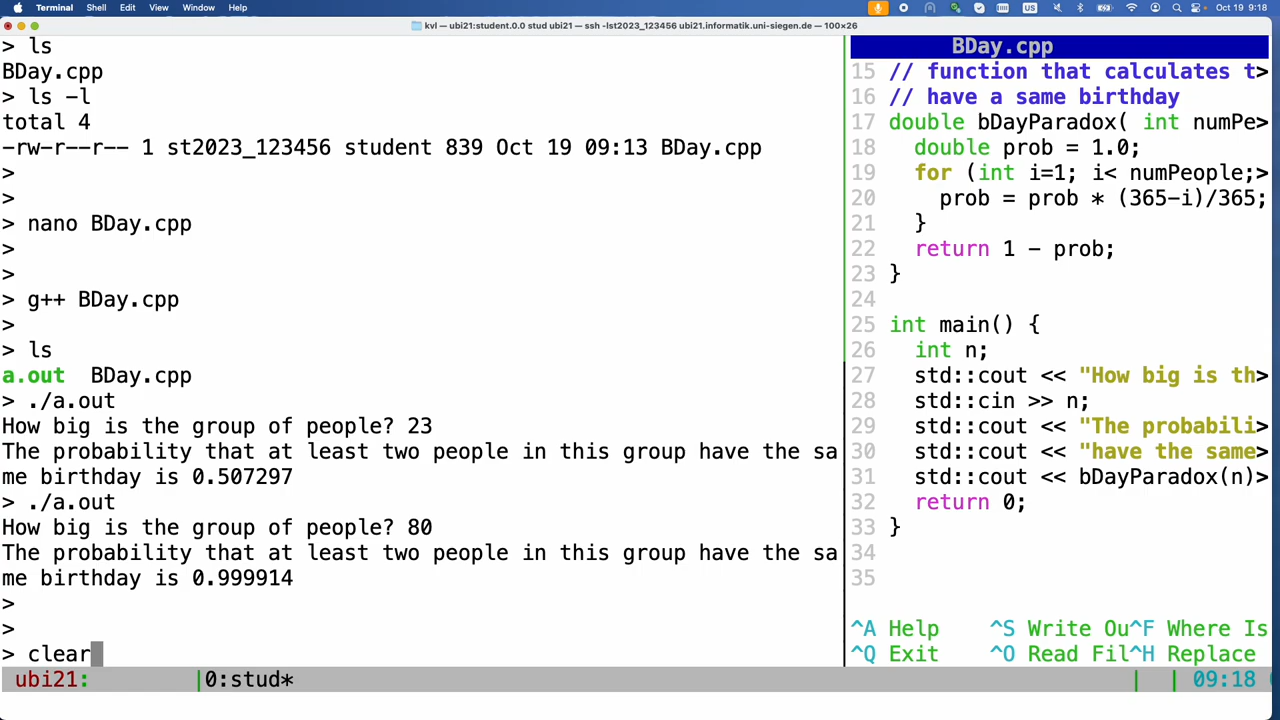 Terminal Shell Edit View Window Help US Oct 19 9:18
kvl — ubi21:student.0.0 stud ubi21 — ssh -lst2023_123456 ubi21.informatik.uni-siegen.de — 100×26
> ls
BDay.cpp
> ls -l
total 4
-rw-r--r-- 1 st2023_123456 student 839 Oct 19 09:13 BDay.cpp
>
>
> nano BDay.cpp
>
>
> g++ BDay.cpp
>
> ls
a.out BDay.cpp
> ./a.out
How big is the group of people? 23
The probability that at least two people in this group have the sa
me birthday is 0.507297
> ./a.out
How big is the group of people? 80
The probability that at least two people in this group have the sa
me birthday is 0.999914
>
>
> clear
BDay.cpp
15 // function that calculates t>
16 // have a same birthday
17 double bDayParadox( int numPe>
18   double prob = 1.0;
19   for (int i=1; i< numPeople;>
20     prob = prob * (365-i)/365;
21   }
22   return 1 - prob;
23 }
24
25 int main() {
26   int n;
27   std::cout << "How big is th>
28   std::cin >> n;
29   std::cout << "The probabili>
30   std::cout << "have the same>
31   std::cout << bDayParadox(n)>
32   return 0;
33 }
34
35
^A Help ^S Write Ou^F Where Is
^Q Exit ^O Read Fil^H Replace
ubi21: |0:stud* | | 09:18